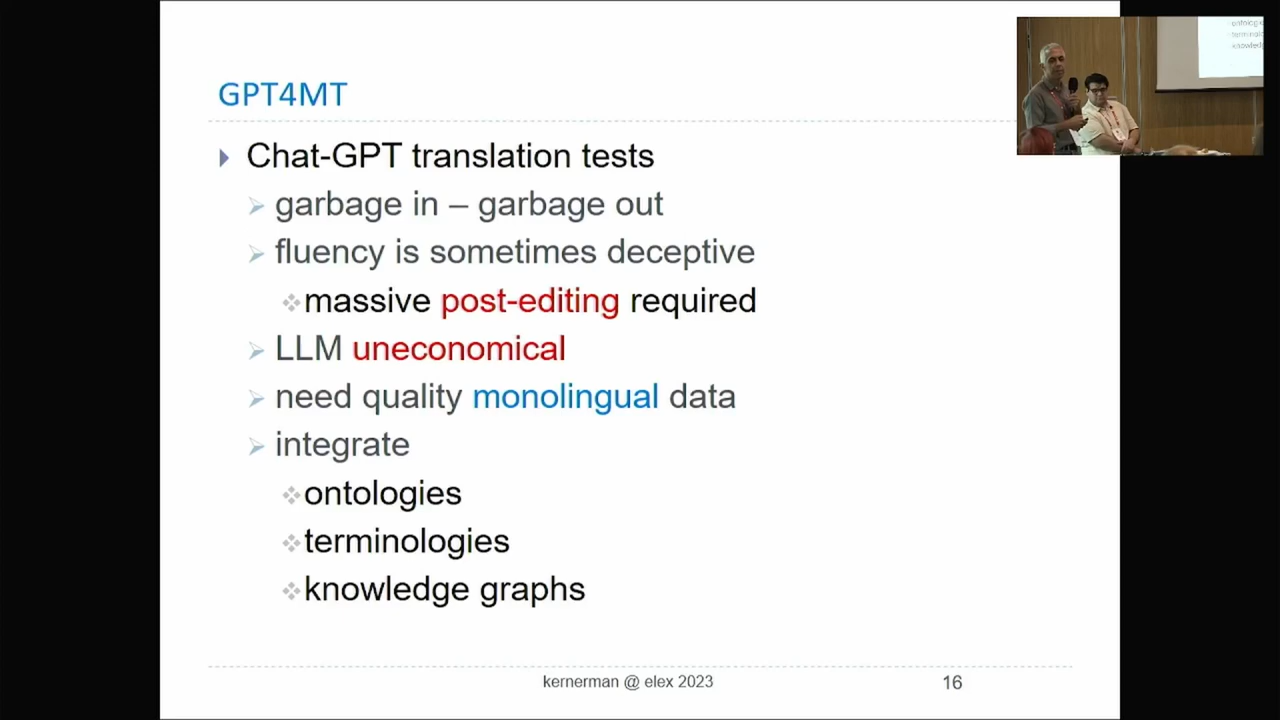 GPT4MT
Chat-GPT translation tests
garbage in – garbage out
fluency is sometimes deceptive
massive post-editing required
LLM uneconomical
need quality monolingual data
integrate
ontologies
terminologies
knowledge graphs
kernerman @ elex 2023
16